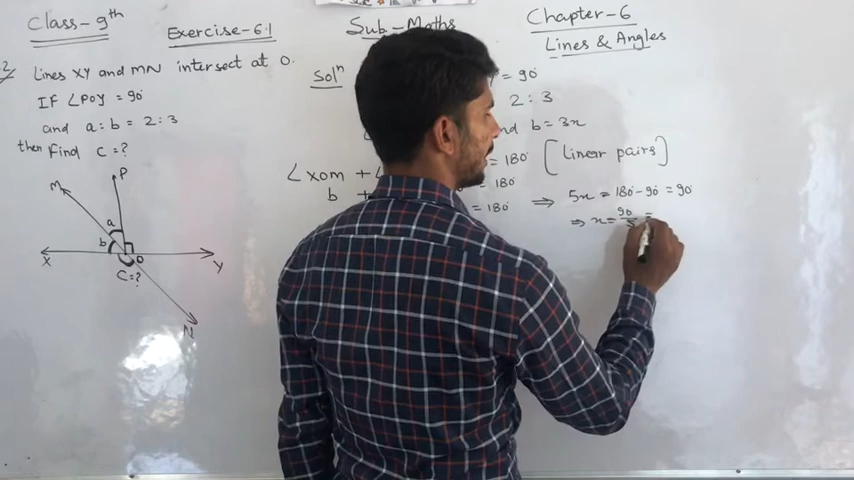 Class-9th Exercise-6.1 Sub-Maths Chapter-6
Lines & Angles
2 Lines XY and MN intersect at O.
IF ∠POY = 90°
and a:b = 2:3
then Find C=?
M P
a
b O
X Y
C=?
N
Solⁿ = 90°
2:3
and b=3x
∠XOM + = 180° [Linear pairs]
b + = 180°
= 180° ⇒ 5x = 180°-90° = 90°
⇒ x = 90/5 =